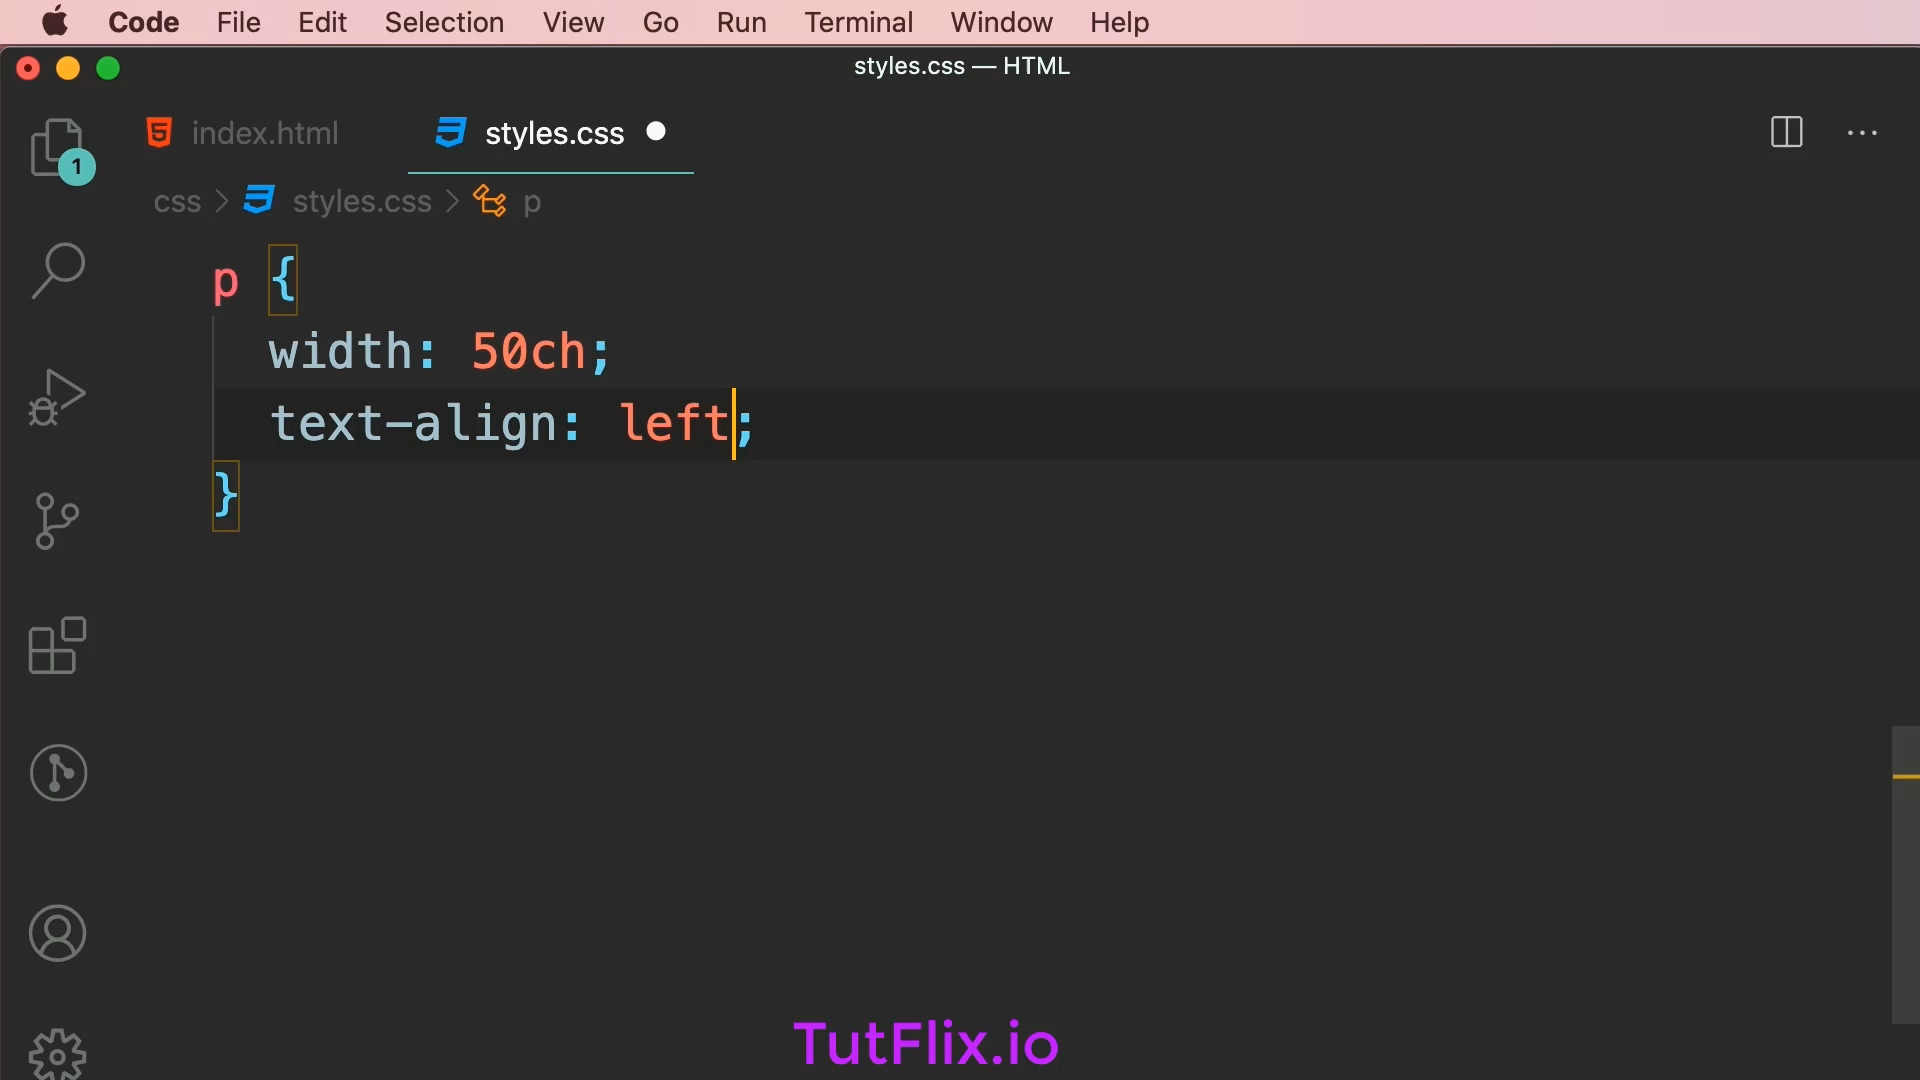 Code File Edit Selection View Go Run Terminal Window Help
styles.css — HTML
index.html styles.css
1
css > styles.css > p
p {
width: 50ch;
text-align: left;
}
TutFlix.io